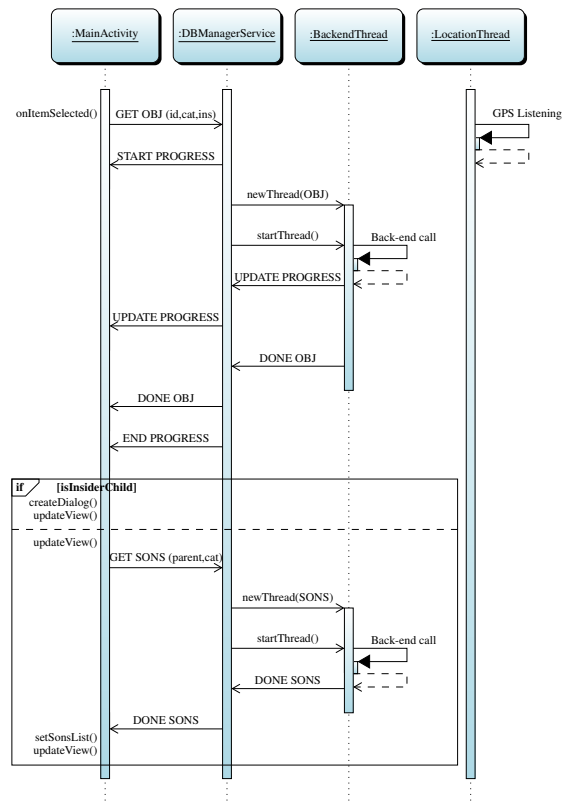 :MainActivity
:DBManagerService
:BackendThread
:LocationThread
onItemSelected()
GET OBJ (id,cat,ins)
GPS Listening
START PROGRESS
newThread(OBJ)
startThread()
Back-end call
UPDATE PROGRESS
UPDATE PROGRESS
DONE OBJ
DONE OBJ
END PROGRESS
if
[isInsiderChild]
createDialog()
updateView()
updateView()
GET SONS (parent,cat)
newThread(SONS)
startThread()
Back-end call
DONE SONS
DONE SONS
setSonsList()
updateView()